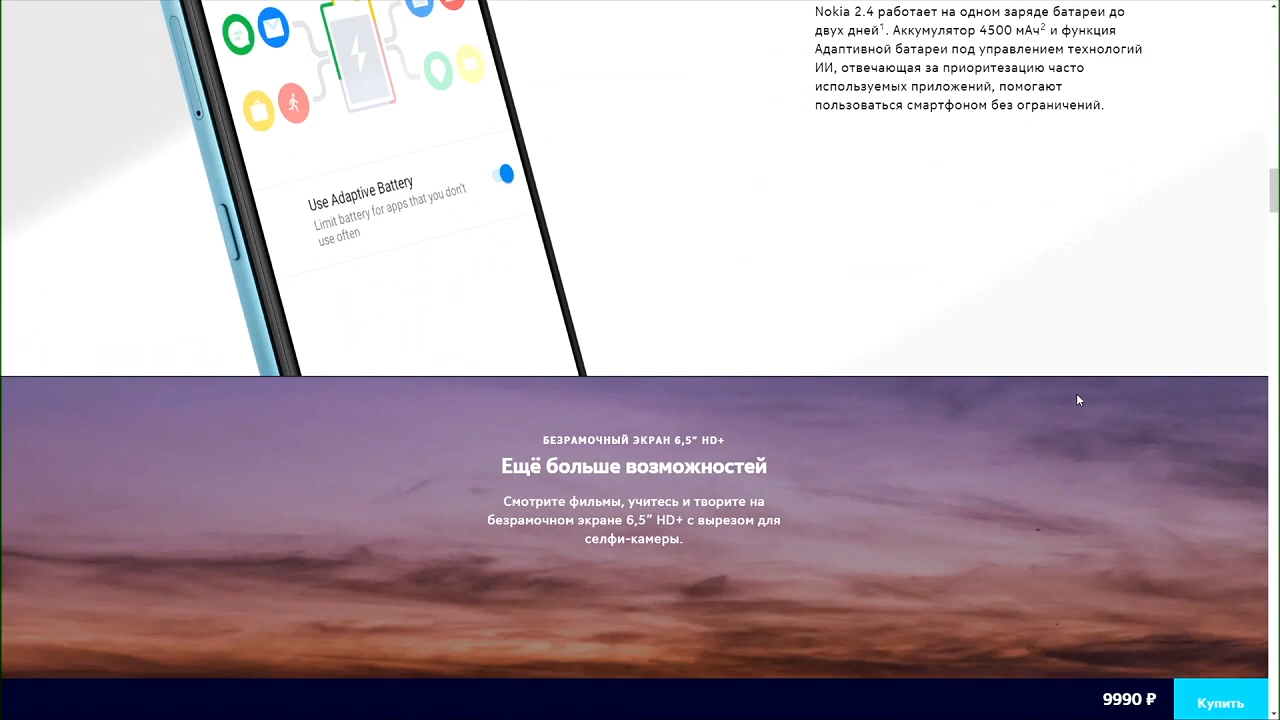 Nokia 2.4 работает на одном заряде батареи до
двух дней¹. Аккумулятор 4500 мАч² и функция
Адаптивной батареи под управлением технологий
ИИ, отвечающая за приоритезацию часто
используемых приложений, помогают
пользоваться смартфоном без ограничений.
Use Adaptive Battery
Limit battery for apps that you don't
use often
БЕЗРАМОЧНЫЙ ЭКРАН 6,5” HD+
Ещё больше возможностей
Смотрите фильмы, учитесь и творите на
безрамочном экране 6,5” HD+ с вырезом для
селфи-камеры.
9990 ₽
Купить